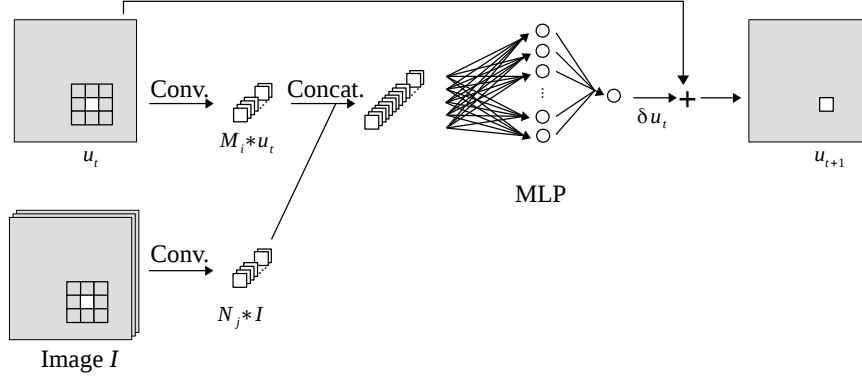 Conv.
Concat.
⋮
δu_t
+
u_t
M_i*u_t
u_{t+1}
MLP
Conv.
N_j*I
Image I